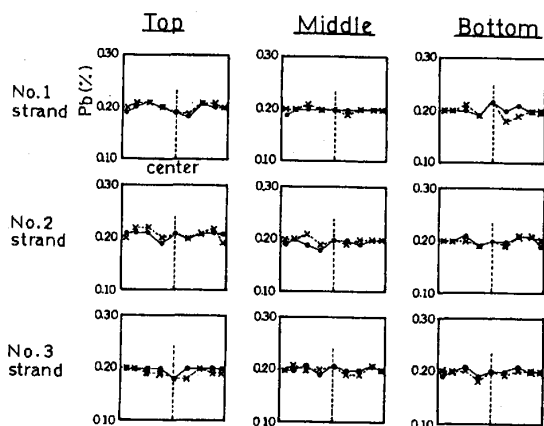 Top Middle Bottom
No.1 strand
Pb(%)
0.30 0.30 0.30
0.20 0.20 0.20
0.10 0.10 0.10
center
No.2 strand
0.30 0.30 0.30
0.20 0.20 0.20
0.10 0.10 0.10
No.3 strand
0.30 0.30 0.30
0.20 0.20 0.20
0.10 0.10 0.10